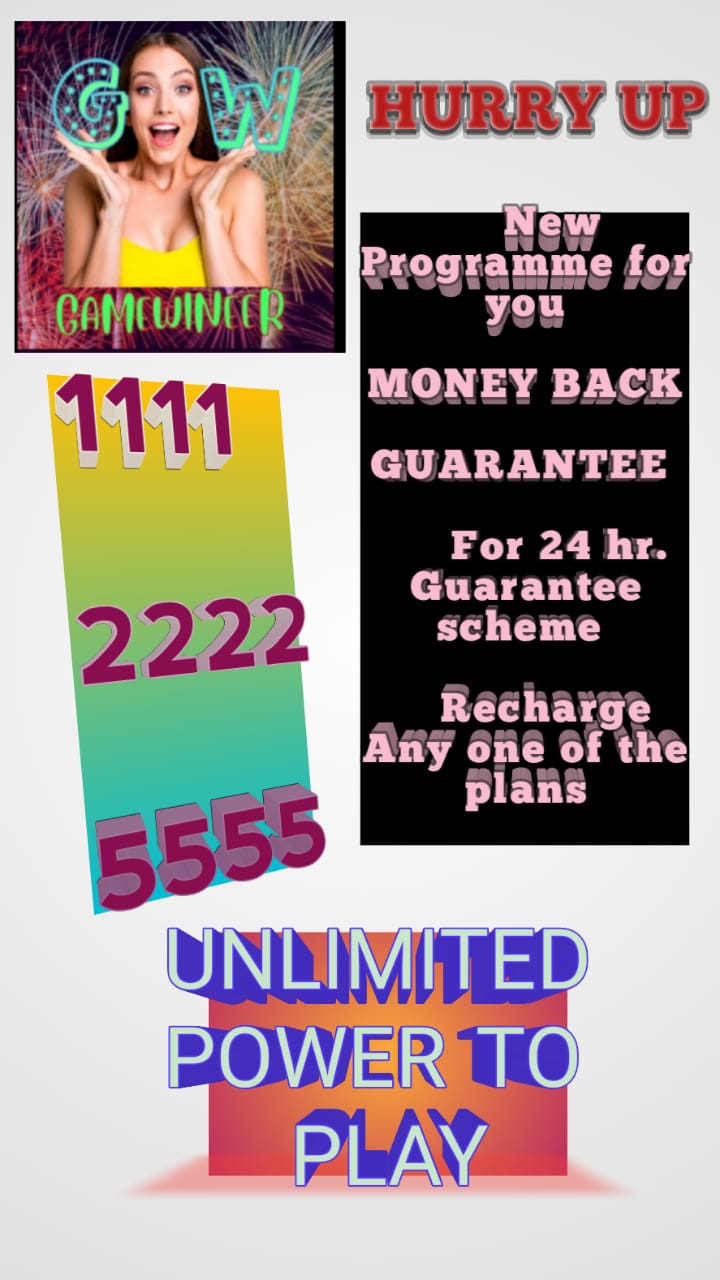 G W
GAMEWINEER
HURRY UP
New
Programme for
you
MONEY BACK
GUARANTEE
For 24 hr.
Guarantee
scheme
Recharge
Any one of the
plans
1111
2222
5555
UNLIMITED
POWER TO
PLAY